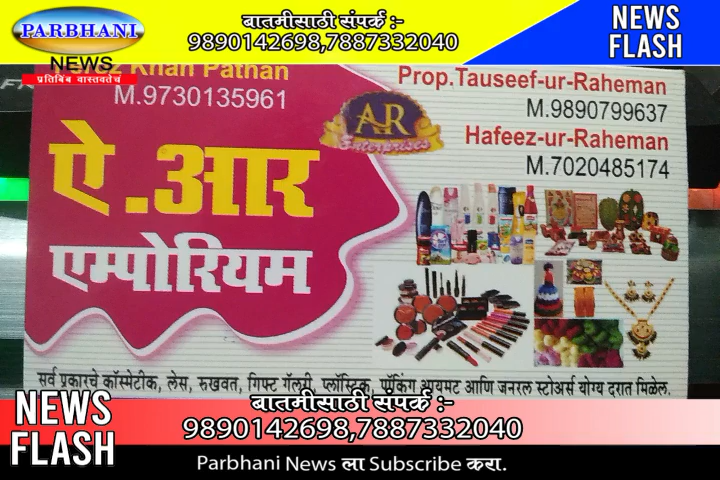 PARBHANI
NEWS
प्रतिबिंब वास्तवतेच
बातमीसाठी संपर्क :-
9890142698,7887332040
NEWS
FLASH
Khan Pathan
M.9730135961
Prop.Tauseef-ur-Raheman
M.9890799637
Hafeez-ur-Raheman
M.7020485174
AR
Enterprises
ऐ.आर
एम्पोरियम
सर्व प्रकारचे कॉस्मेटीक, लेस, रुखवत, गिफ्ट गॅलरी, प्लॉस्टिक, पॅकिंग आयमट आणि जनरल स्टोअर्स योग्य दरात मिळेल.
NEWS
FLASH
बातमीसाठी संपर्क :-
9890142698,7887332040
Parbhani News ला Subscribe करा.